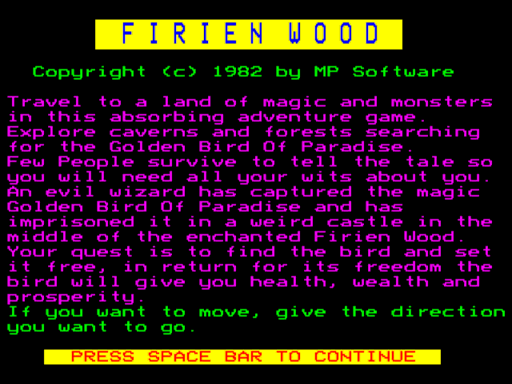 FIRIEN WOOD
Copyright (c) 1982 by MP Software
Travel to a land of magic and monsters
in this absorbing adventure game.
Explore caverns and forests searching
for the Golden Bird Of Paradise.
Few People survive to tell the tale so
you will need all your wits about you.
An evil wizard has captured the magic
Golden Bird Of Paradise and has
imprisoned it in a weird castle in the
middle of the enchanted Firien Wood.
Your quest is to find the bird and set
it free, in return for its freedom the
bird will give you health, wealth and
prosperity.
If you want to move, give the direction
you want to go.
PRESS SPACE BAR TO CONTINUE